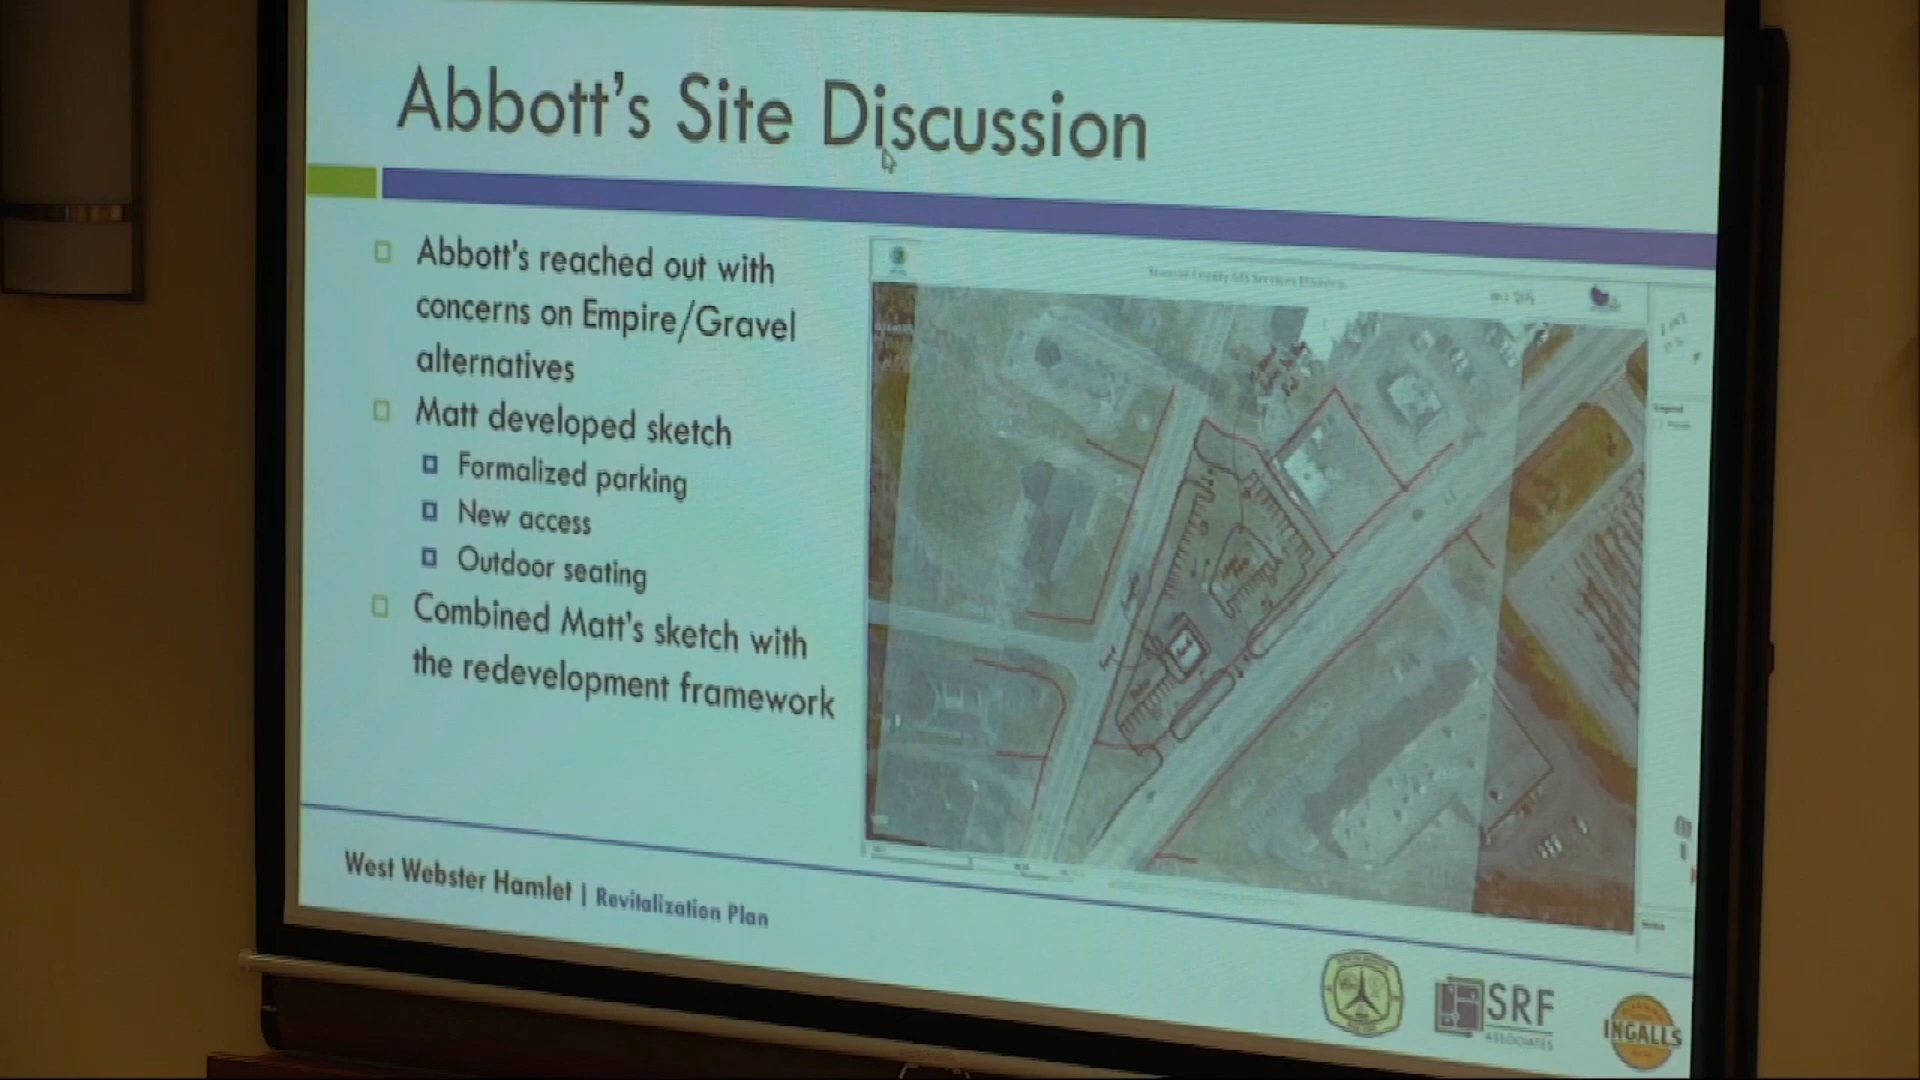 Abbott's Site Discussion
Abbott's reached out with
concerns on Empire/Gravel
alternatives
Matt developed sketch
Formalized parking
New access
Outdoor seating
Combined Matt's sketch with
the redevelopment framework
West Webster Hamlet | Revitalization Plan
SRF
ASSOCIATES
INGALLS